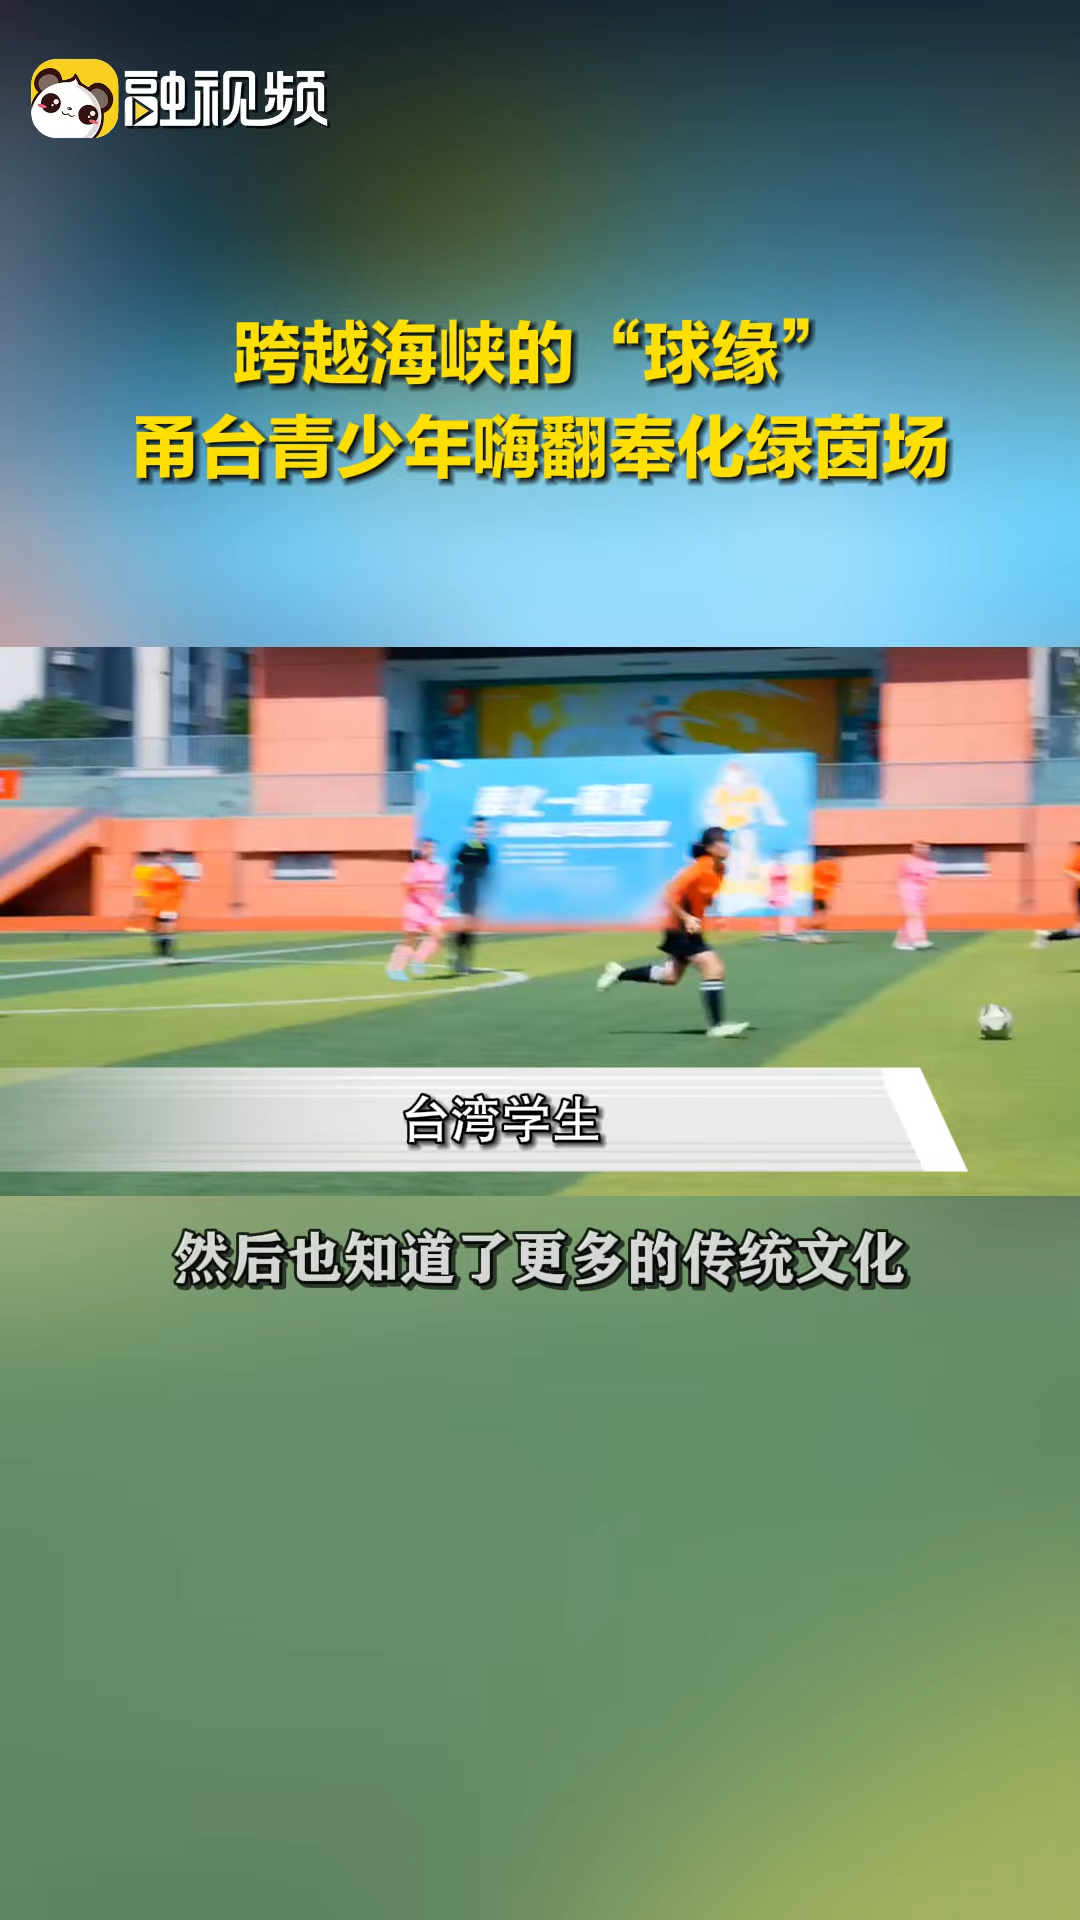 融视频
跨越海峡的“球缘”
甬台青少年嗨翻奉化绿茵场
台湾学生
然后也知道了更多的传统文化